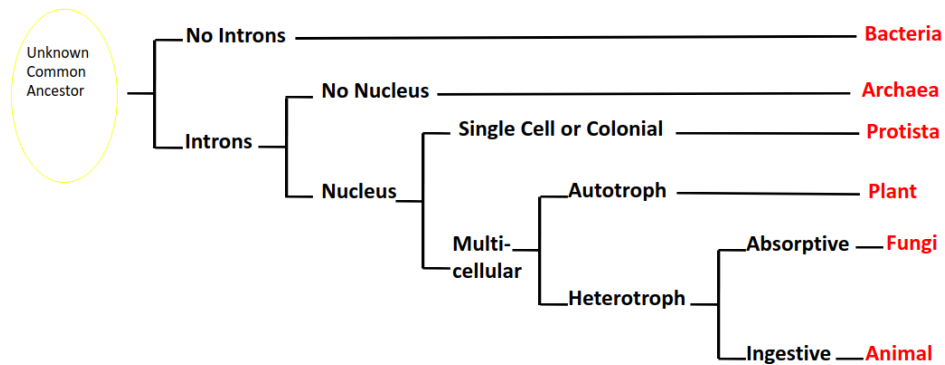 Unknown
Common
Ancestor
No Introns
Bacteria
Introns
No Nucleus
Archaea
Nucleus
Single Cell or Colonial
Protista
Multi-
cellular
Autotroph
Plant
Heterotroph
Absorptive
Fungi
Ingestive
Animal